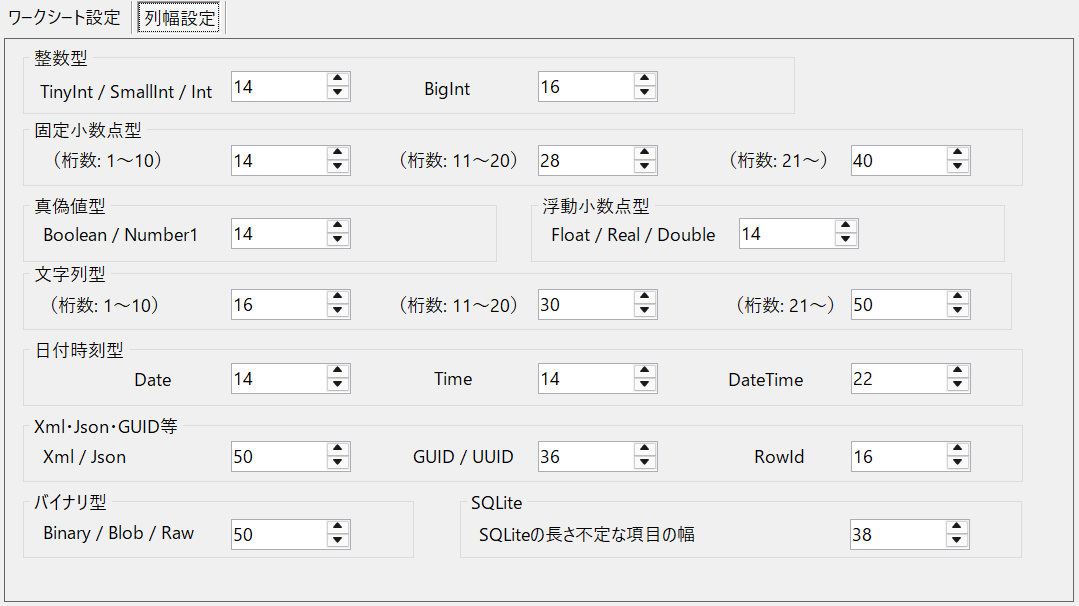 ワークシート設定 列幅設定
整数型
TinyInt / SmallInt / Int 14 BigInt 16
固定小数点型
（桁数: 1～10） 14 （桁数: 11～20） 28 （桁数: 21～） 40
真偽値型 浮動小数点型
Boolean / Number1 14 Float / Real / Double 14
文字列型
（桁数: 1～10） 16 （桁数: 11～20） 30 （桁数: 21～） 50
日付時刻型
Date 14 Time 14 DateTime 22
Xml･Json･GUID等
Xml / Json 50 GUID / UUID 36 RowId 16
バイナリ型 SQLite
Binary / Blob / Raw 50 SQLiteの長さ不定な項目の幅 38